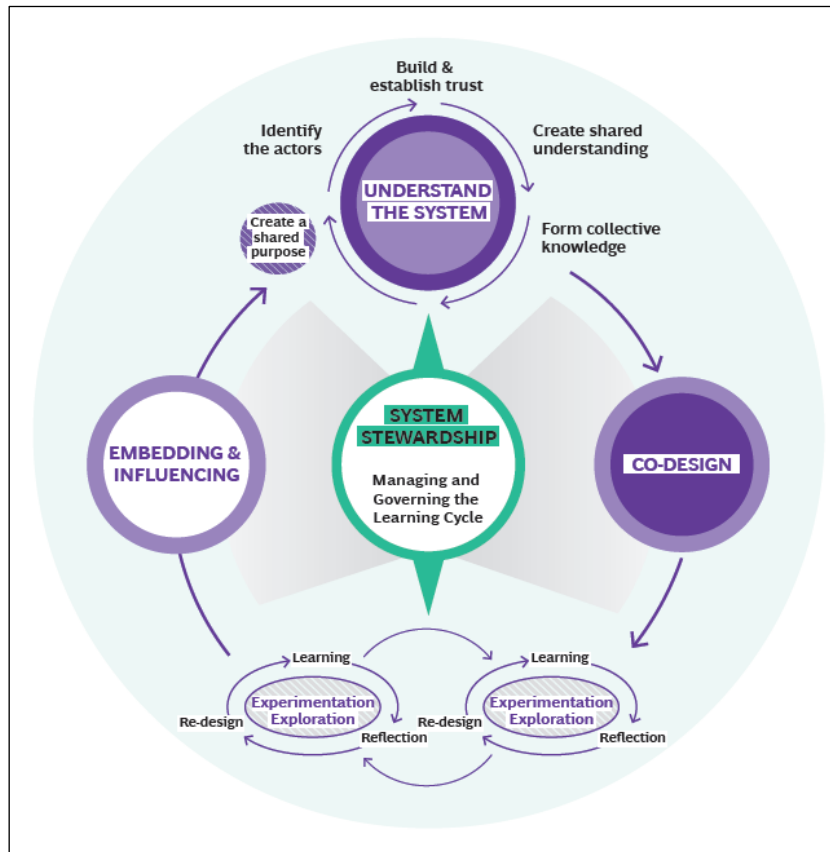 Build &
establish trust
Identify
the actors
Create shared
understanding
UNDERSTAND
THE SYSTEM
Create a
shared
purpose
Form collective
knowledge
SYSTEM
STEWARDSHIP
Managing and
Governing the
Learning Cycle
EMBEDDING &
INFLUENCING
CO-DESIGN
Learning
Experimentation
Exploration
Re-design
Reflection
Learning
Experimentation
Exploration
Re-design
Reflection